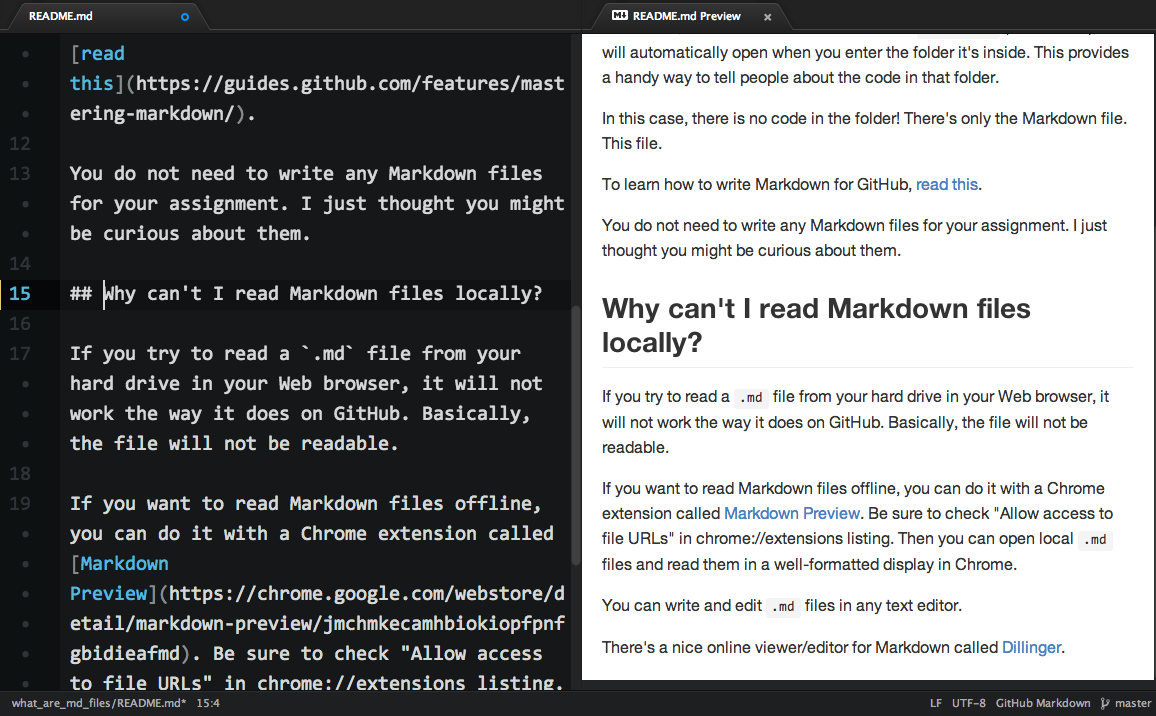 README.md
README.md Preview
[read
this](https://guides.github.com/features/mast
ering-markdown/).
12
13 You do not need to write any Markdown files
for your assignment. I just thought you might
be curious about them.
14
15 ## Why can't I read Markdown files locally?
16
17 If you try to read a `.md` file from your
hard drive in your Web browser, it will not
work the way it does on GitHub. Basically,
the file will not be readable.
18
19 If you want to read Markdown files offline,
you can do it with a Chrome extension called
[Markdown
Preview](https://chrome.google.com/webstore/d
etail/markdown-preview/jmchmkecamhbiokiopfpnf
gbidieafmd). Be sure to check "Allow access
to file URLs" in chrome://extensions listing.
will automatically open when you enter the folder it's inside. This provides
a handy way to tell people about the code in that folder.
In this case, there is no code in the folder! There's only the Markdown file.
This file.
To learn how to write Markdown for GitHub, read this.
You do not need to write any Markdown files for your assignment. I just
thought you might be curious about them.
Why can't I read Markdown files
locally?
If you try to read a .md file from your hard drive in your Web browser, it
will not work the way it does on GitHub. Basically, the file will not be
readable.
If you want to read Markdown files offline, you can do it with a Chrome
extension called Markdown Preview. Be sure to check "Allow access to
file URLs" in chrome://extensions listing. Then you can open local .md
files and read them in a well-formatted display in Chrome.
You can write and edit .md files in any text editor.
There's a nice online viewer/editor for Markdown called Dillinger.
what_are_md_files/README.md* 15:4
LF UTF-8 GitHub Markdown master